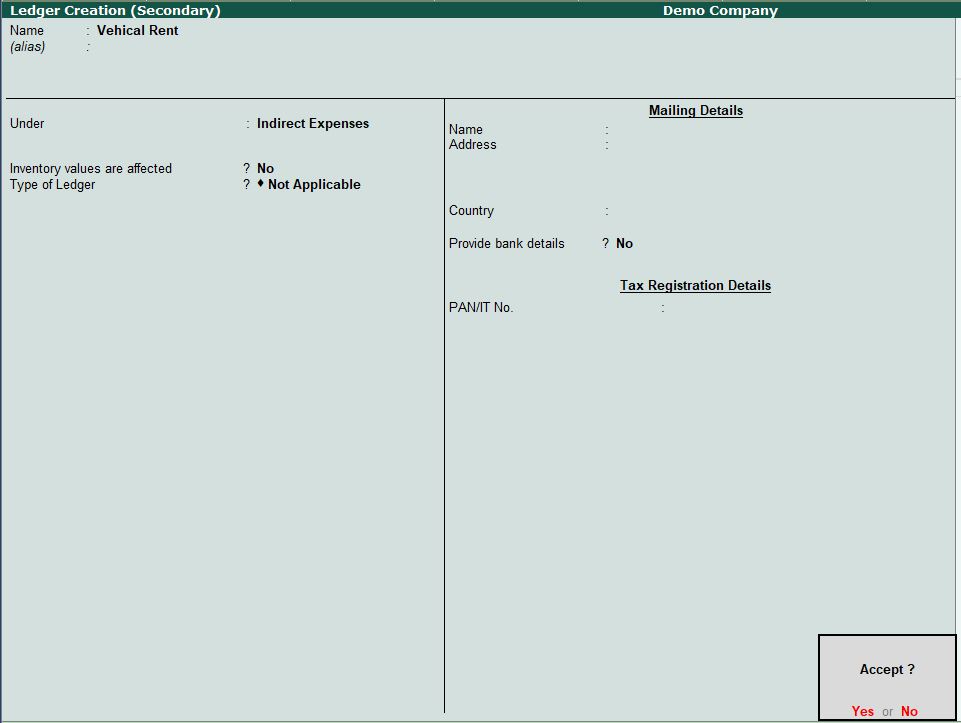 Ledger Creation (Secondary) Demo Company
Name : Vehical Rent
(alias) :
Under : Indirect Expenses
Inventory values are affected ? No
Type of Ledger ? ♦ Not Applicable
Mailing Details
Name :
Address :
Country :
Provide bank details ? No
Tax Registration Details
PAN/IT No. :
Accept ?
Yes or No